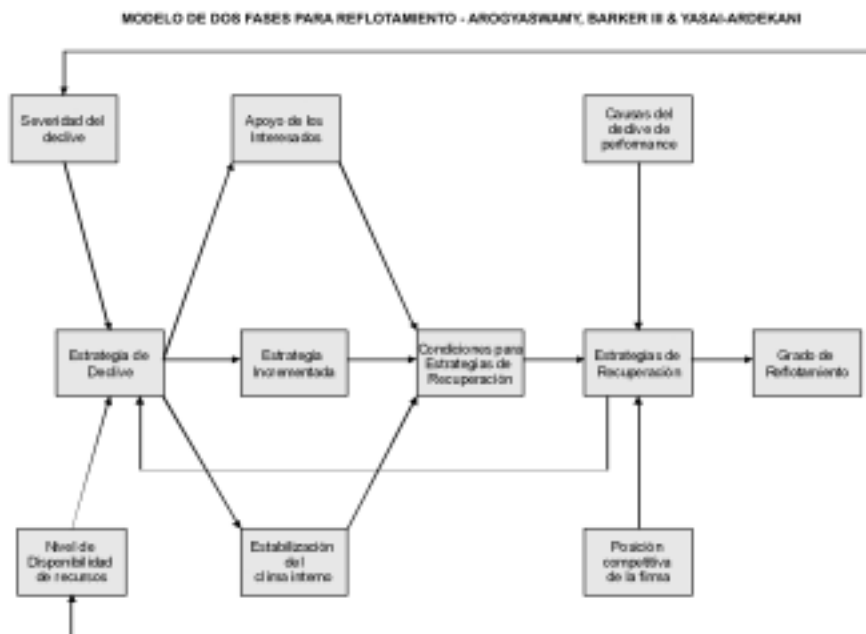 MODELO DE DOS FASES PARA REFLOTAMIENTO - AROGYASWAMY, BARKER III & YASAI-ARDEKANI
Severidad del
declive
Apoyo de los
Interesados
Causas del
declive de
performance
Estrategia de
Declive
Estrategia
Incrementada
Condiciones para
Estrategias de
Recuperación
Estrategias de
Recuperación
Grado de
Reflotamiento
Nivel de
Disponibilidad
de recursos
Estabilización
del
clima interno
Posición
competitiva
de la firma